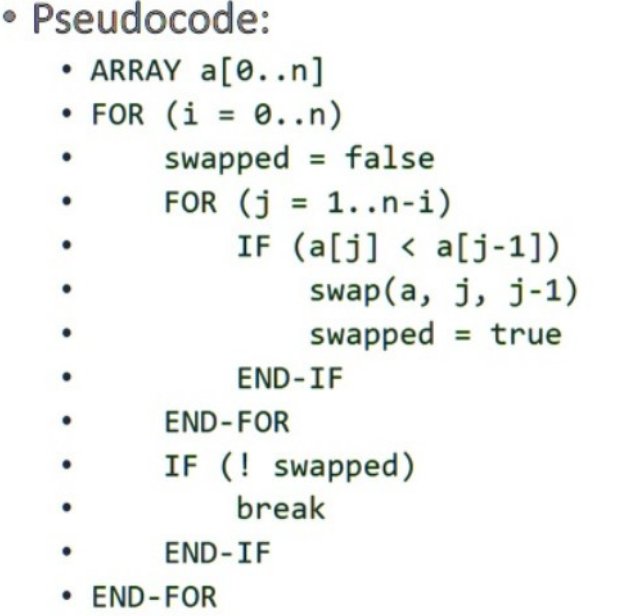 • Pseudocode:
• ARRAY a[0..n]
• FOR (i = 0..n)
• swapped = false
• FOR (j = 1..n-i)
• IF (a[j] < a[j-1])
• swap(a, j, j-1)
• swapped = true
• END-IF
• END-FOR
• IF (! swapped)
• break
• END-IF
• END-FOR